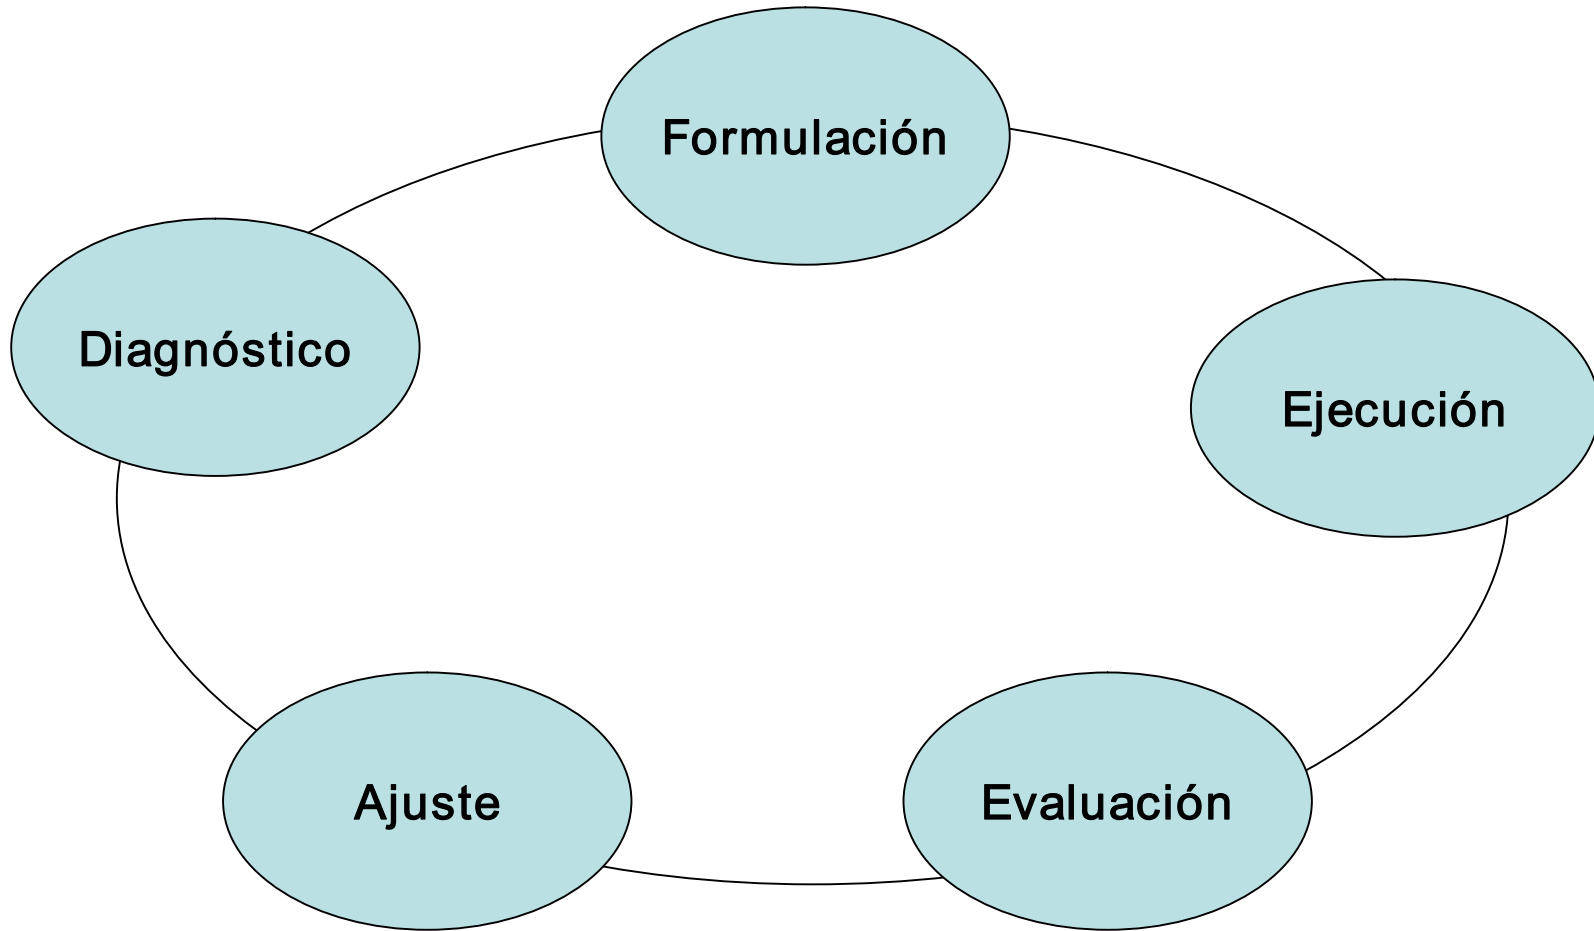 Formulación
Diagnóstico
Ejecución
Ajuste
Evaluación